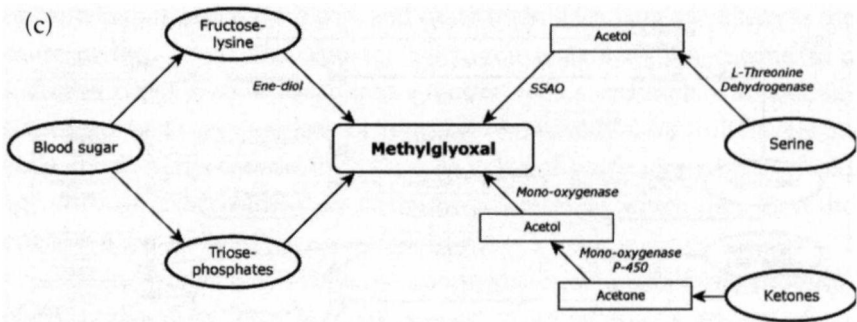 (c)
Fructose-
lysine
Acetol
Ene-diol
SSAO
L-Threonine
Dehydrogenase
Blood sugar
Methylglyoxal
Serine
Mono-oxygenase
Acetol
Triose-
phosphates
Mono-oxygenase
P-450
Acetone
Ketones